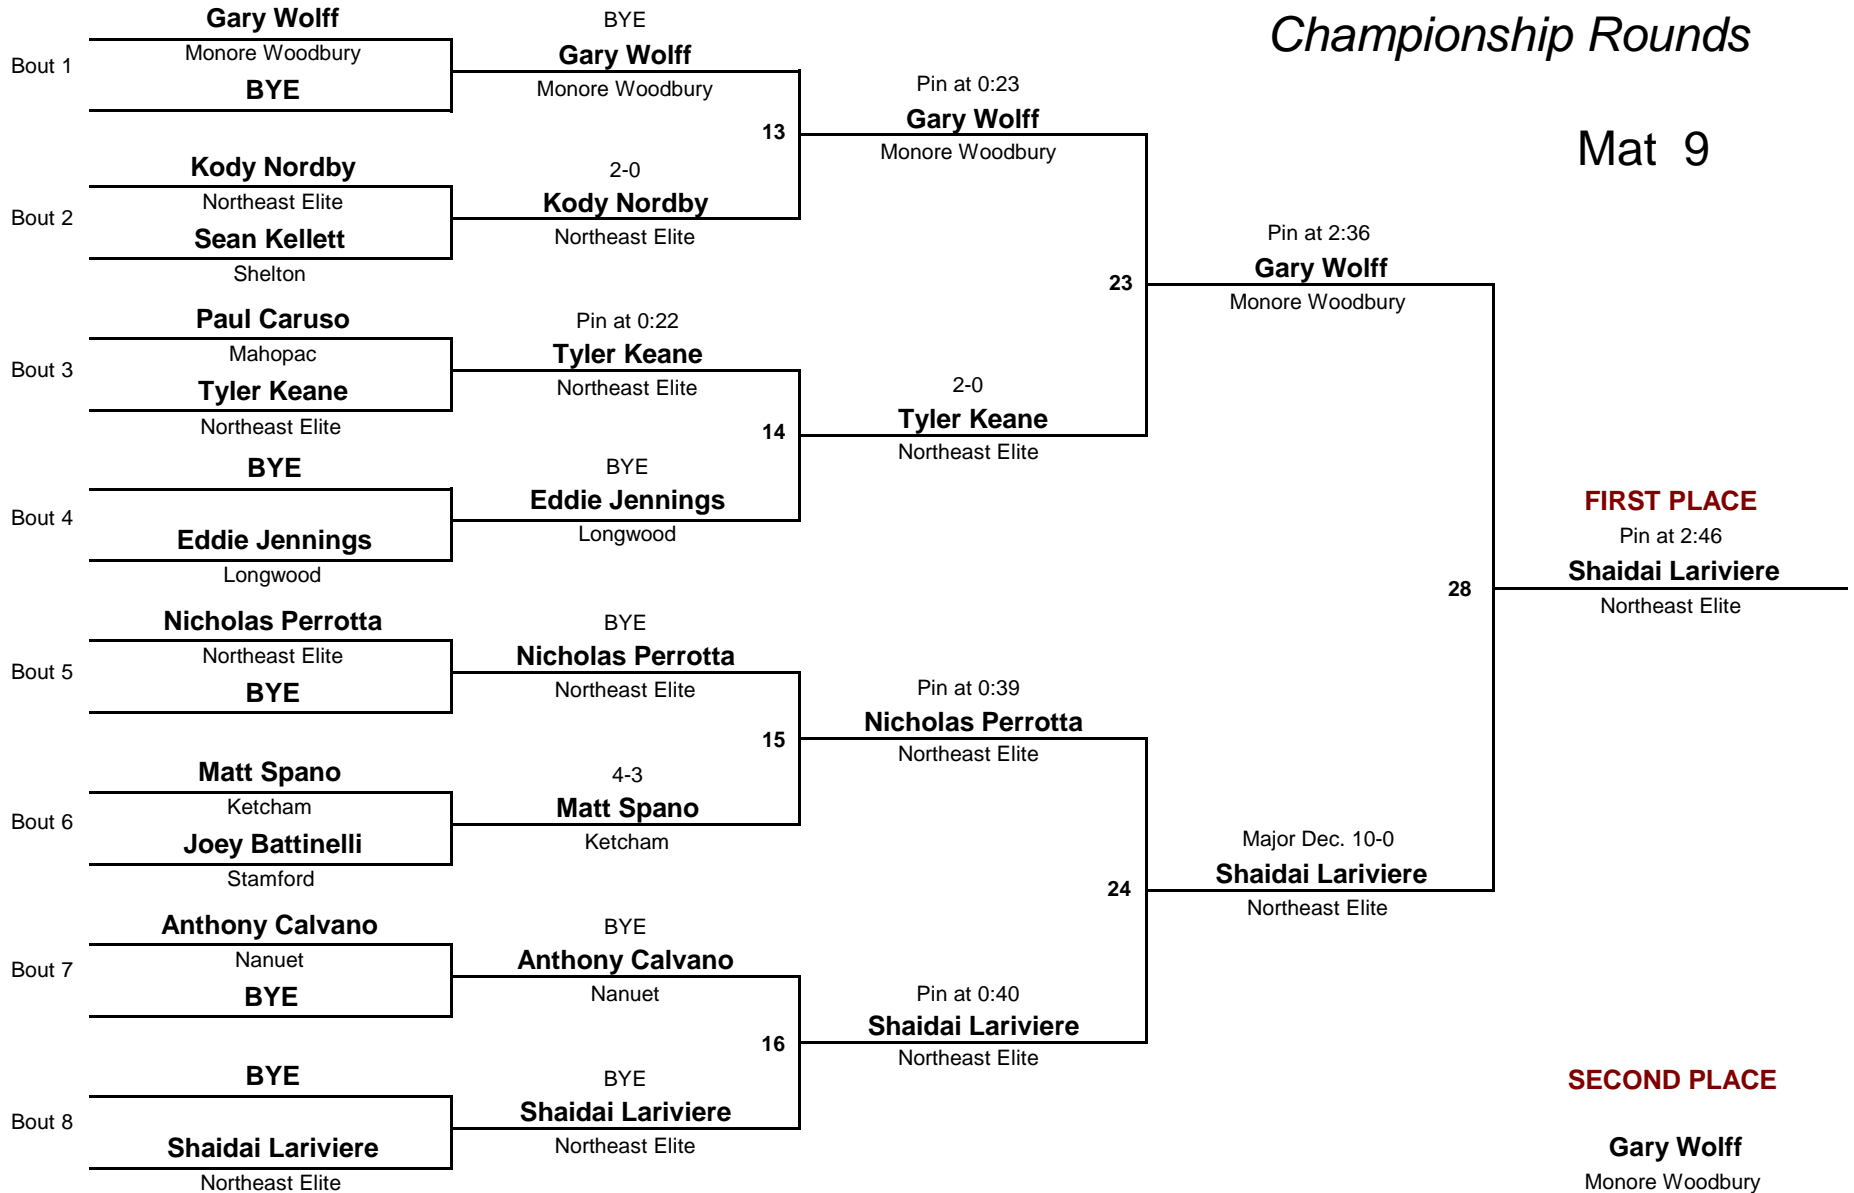 Championship Rounds
Mat 9
Bout 1
Gary Wolff
Monore Woodbury
BYE
Bout 2
Kody Nordby
Northeast Elite
Sean Kellett
Shelton
Bout 3
Paul Caruso
Mahopac
Tyler Keane
Northeast Elite
Bout 4
BYE
Eddie Jennings
Longwood
Bout 5
Nicholas Perrotta
Northeast Elite
BYE
Bout 6
Matt Spano
Ketcham
Joey Battinelli
Stamford
Bout 7
Anthony Calvano
Nanuet
BYE
Bout 8
BYE
Shaidai Lariviere
Northeast Elite
BYE
Gary Wolff
Monore Woodbury
13
2-0
Kody Nordby
Northeast Elite
Pin at 0:22
Tyler Keane
Northeast Elite
14
BYE
Eddie Jennings
Longwood
BYE
Nicholas Perrotta
Northeast Elite
15
4-3
Matt Spano
Ketcham
BYE
Anthony Calvano
Nanuet
16
BYE
Shaidai Lariviere
Northeast Elite
Pin at 0:23
Gary Wolff
Monore Woodbury
23
2-0
Tyler Keane
Northeast Elite
Pin at 0:39
Nicholas Perrotta
Northeast Elite
24
Pin at 0:40
Shaidai Lariviere
Northeast Elite
Pin at 2:36
Gary Wolff
Monore Woodbury
28
Major Dec. 10-0
Shaidai Lariviere
Northeast Elite
FIRST PLACE
Pin at 2:46
Shaidai Lariviere
Northeast Elite
SECOND PLACE
Gary Wolff
Monore Woodbury